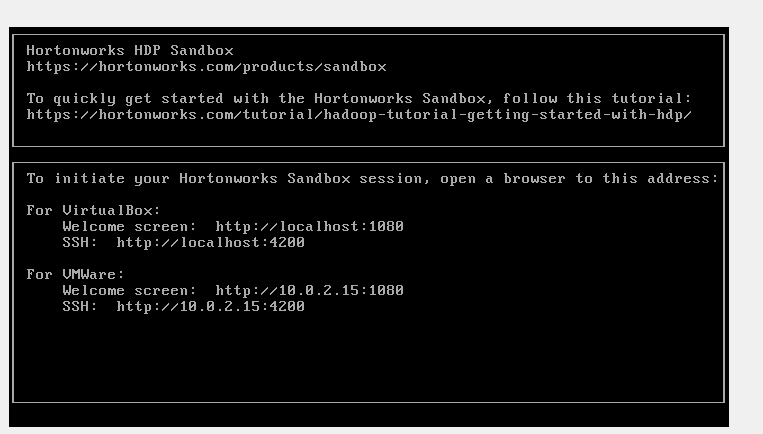 Hortonworks HDP Sandbox
https://hortonworks.com/products/sandbox
To quickly get started with the Hortonworks Sandbox, follow this tutorial:
https://hortonworks.com/tutorial/hadoop-tutorial-getting-started-with-hdp/
To initiate your Hortonworks Sandbox session, open a browser to this address:
For VirtualBox:
Welcome screen: http://localhost:1080
SSH: http://localhost:4200
For VMWare:
Welcome screen: http://10.0.2.15:1080
SSH: http://10.0.2.15:4200